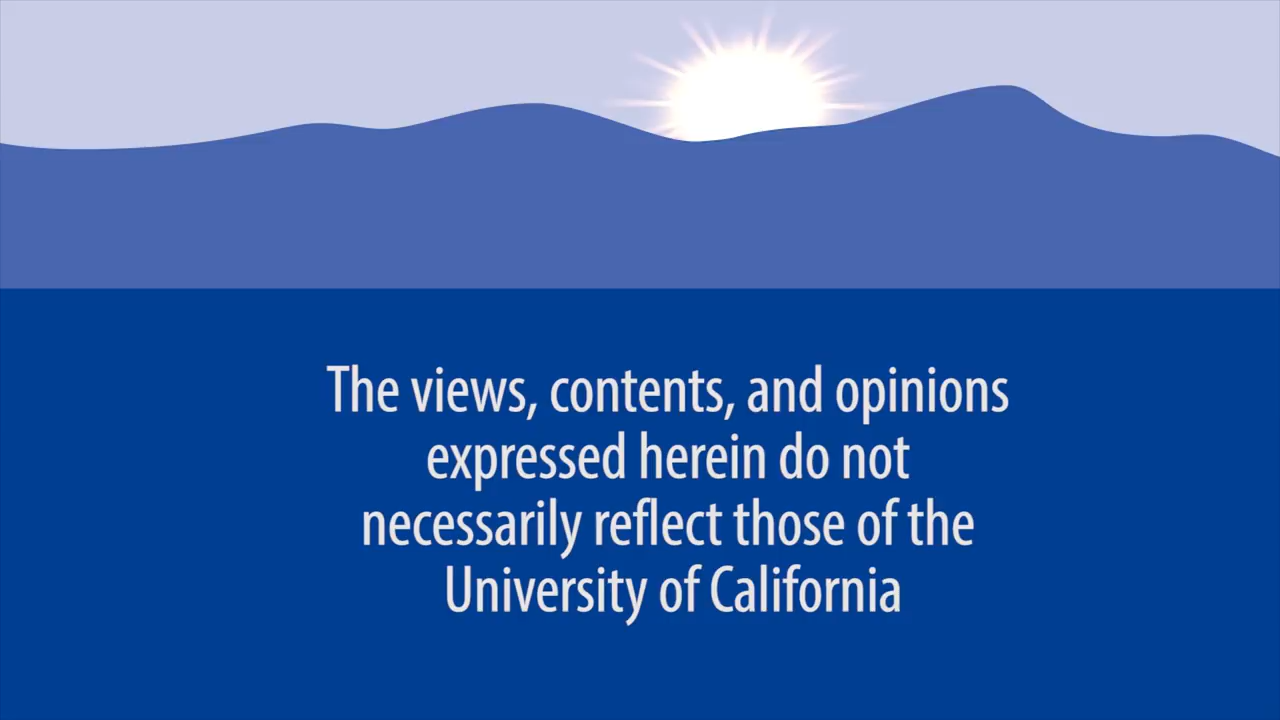 The views, contents, and opinions
expressed herein do not
necessarily reflect those of the
University of California